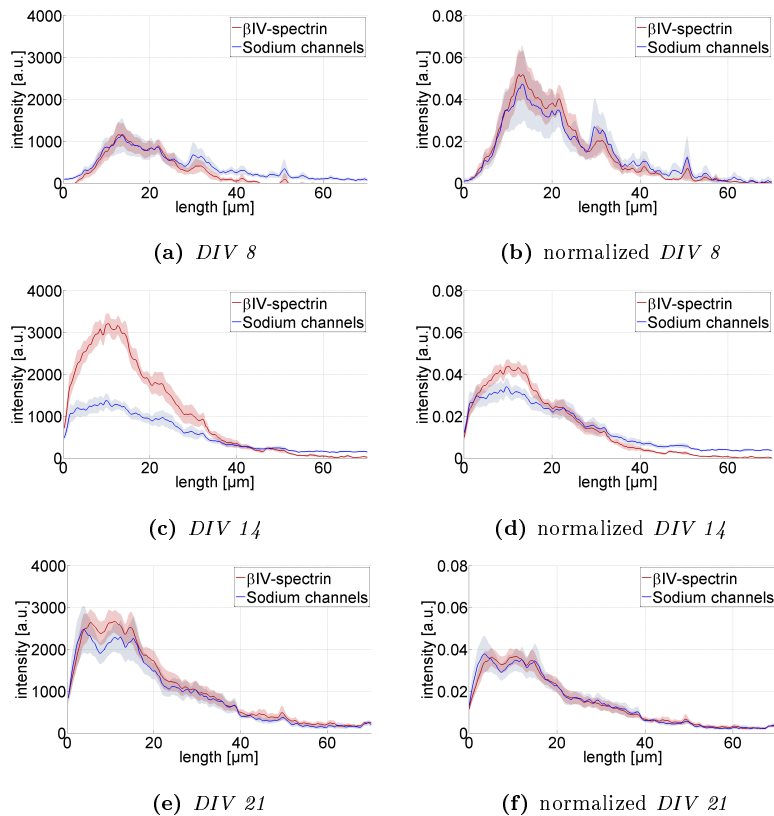 4000
3000
2000
1000
0
intensity [a.u.]
βIV-spectrin
Sodium channels
0 20 40 60
length [µm]
(a) DIV 8
0.08
0.06
0.04
0.02
0
intensity [a.u.]
βIV-spectrin
Sodium channels
0 20 40 60
length [µm]
(b) normalized DIV 8
4000
3000
2000
1000
0
intensity [a.u.]
βIV-spectrin
Sodium channels
0 20 40 60
length [µm]
(c) DIV 14
0.08
0.06
0.04
0.02
0
intensity [a.u.]
βIV-spectrin
Sodium channels
0 20 40 60
length [µm]
(d) normalized DIV 14
4000
3000
2000
1000
0
intensity [a.u.]
βIV-spectrin
Sodium channels
0 20 40 60
length [µm]
(e) DIV 21
0.08
0.06
0.04
0.02
0
intensity [a.u.]
βIV-spectrin
Sodium channels
0 20 40 60
length [µm]
(f) normalized DIV 21